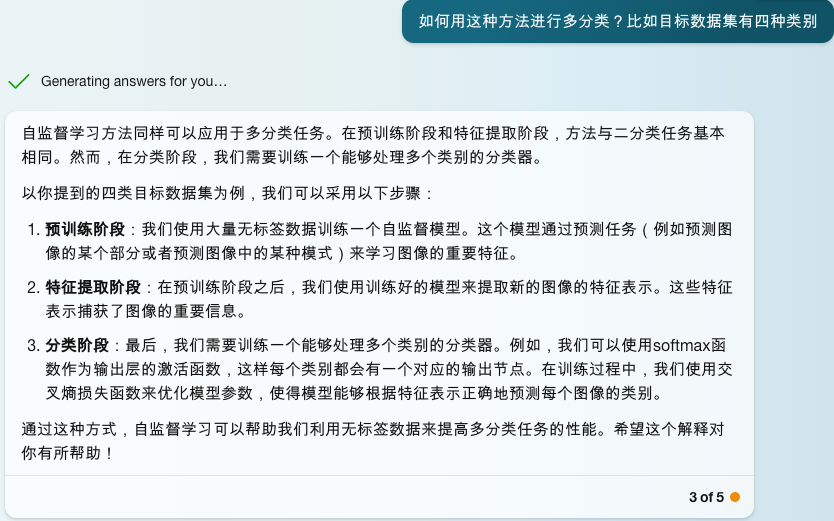 如何用这种方法进行多分类？比如目标数据集有四种类别
Generating answers for you...
自监督学习方法同样可以应用于多分类任务。在预训练阶段和特征提取阶段，方法与二分类任务基本
相同。然而，在分类阶段，我们需要训练一个能够处理多个类别的分类器。
以你提到的四类目标数据集为例，我们可以采用以下步骤：
1. 预训练阶段：我们使用大量无标签数据训练一个自监督模型。这个模型通过预测任务（例如预测图
像的某个部分或者预测图像中的某种模式）来学习图像的重要特征。
2. 特征提取阶段：在预训练阶段之后，我们使用训练好的模型来提取新的图像的特征表示。这些特征
表示捕获了图像的重要信息。
3. 分类阶段：最后，我们需要训练一个能够处理多个类别的分类器。例如，我们可以使用softmax函
数作为输出层的激活函数，这样每个类别都会有一个对应的输出节点。在训练过程中，我们使用交
叉熵损失函数来优化模型参数，使得模型能够根据特征表示正确地预测每个图像的类别。
通过这种方式，自监督学习可以帮助我们利用无标签数据来提高多分类任务的性能。希望这个解释对
你有所帮助！
3 of 5